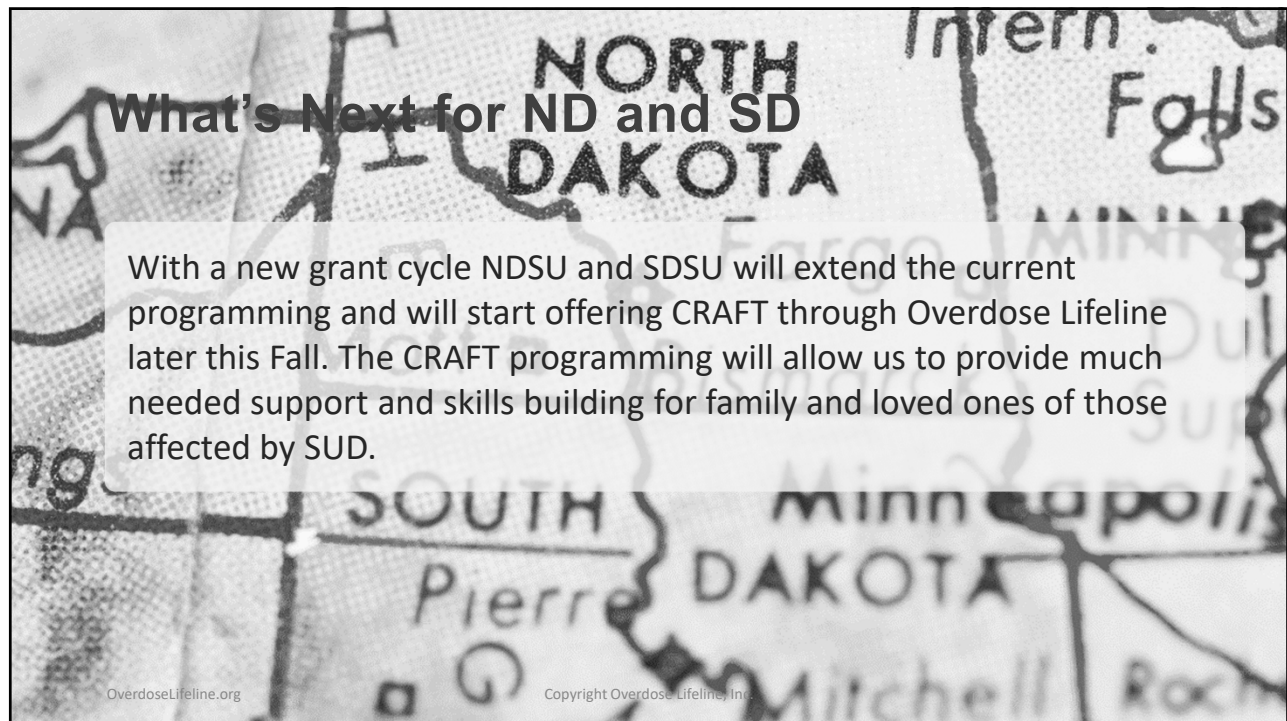 Intern.
NORTH
Falls
What's Next for ND and SD
DAKOTA
NA
Fargo
MINNE
With a new grant cycle NDSU and SDSU will extend the current
programming and will start offering CRAFT through Overdose Lifeline
later this Fall. The CRAFT programming will allow us to provide much
needed support and skills building for family and loved ones of those
affected by SUD.
Bismarck
SOUTH
Minneapolis
DAKOTA
Pierre
Mitchell
OverdoseLifeline.org
Copyright Overdose Lifeline, Inc.